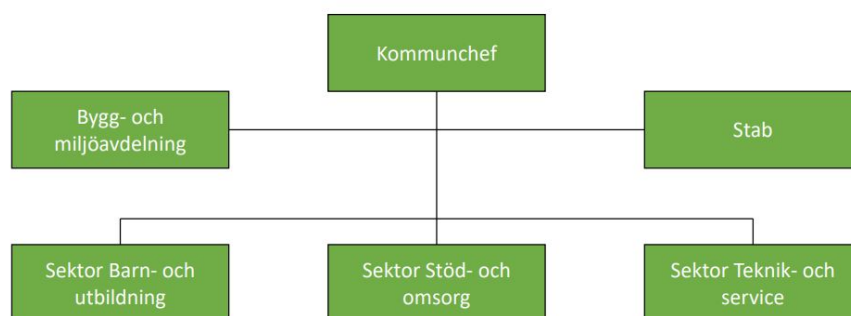 Kommunchef
Bygg- och
miljöavdelning
Stab
Sektor Barn- och
utbildning
Sektor Stöd- och
omsorg
Sektor Teknik- och
service